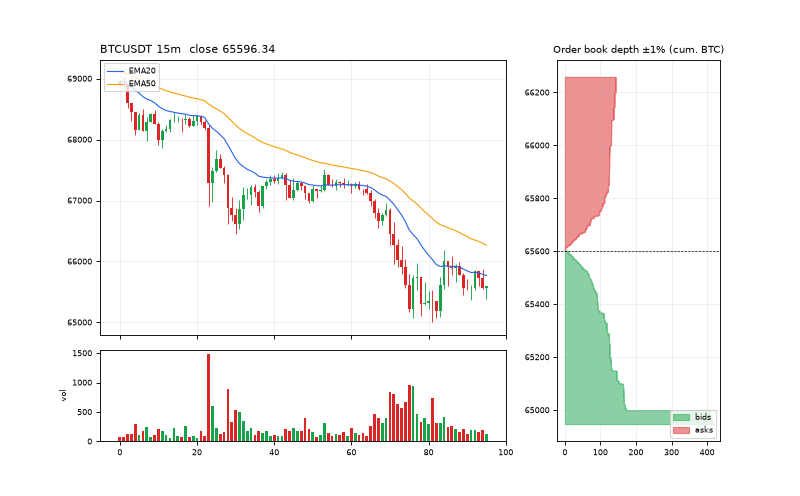 BTCUSDT 15m  close 65596.34
Order book depth ±1% (cum. BTC)
EMA20
EMA50
69000
68000
67000
66000
65000
66200
66000
65800
65600
65400
65200
65000
vol
1500
1000
500
0
0 20 40 60 80 100
bids
asks
0 100 200 300 400